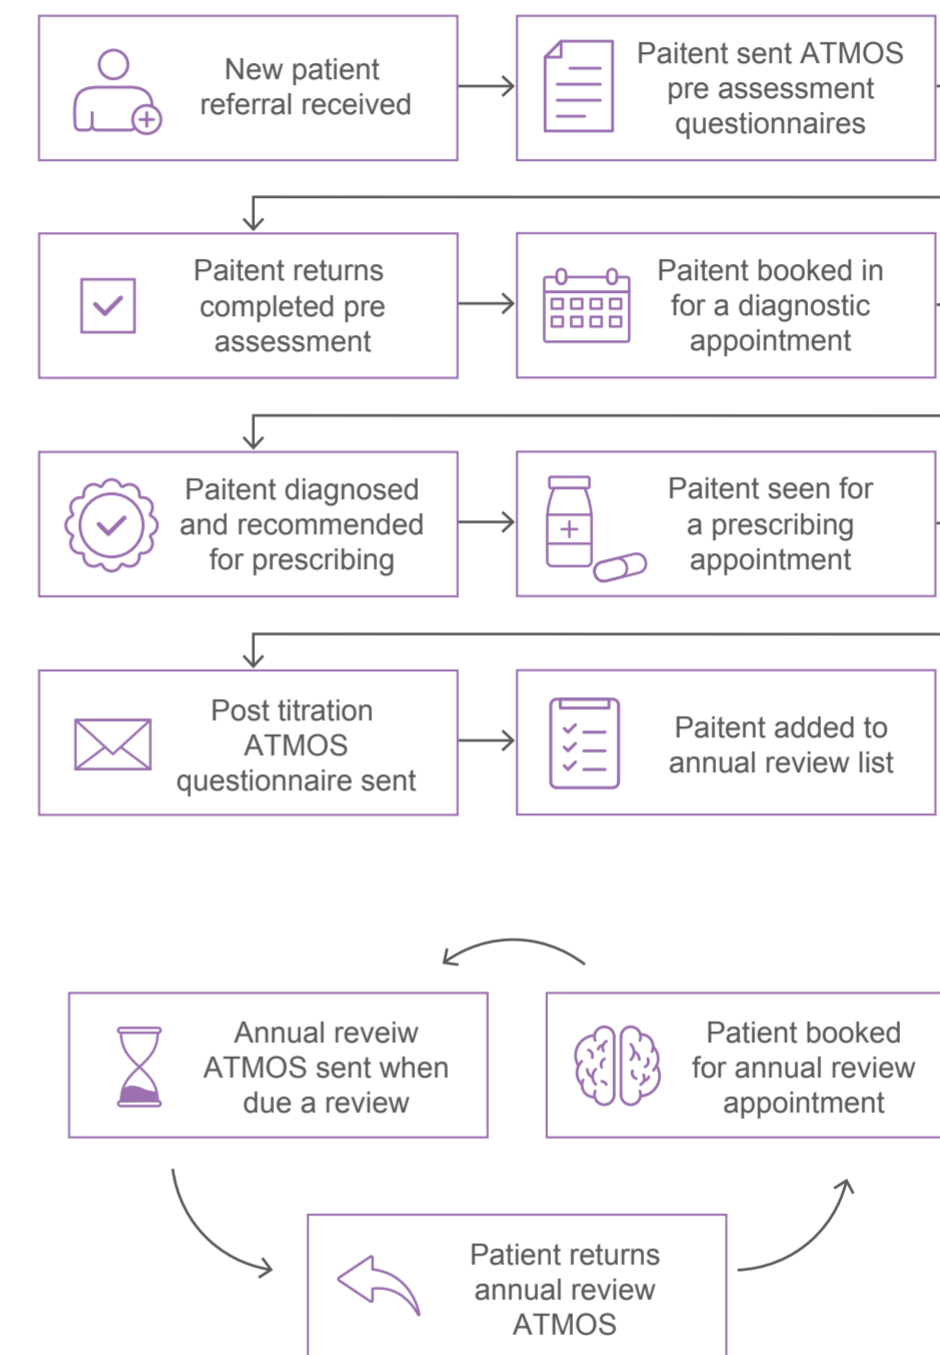 New patient
referral received
Paitent sent ATMOS
pre assessment
questionnaires
Paitent returns
completed pre
assessment
Paitent booked in
for a diagnostic
appointment
Paitent diagnosed
and recommended
for prescribing
Paitent seen for
a prescribing
appointment
Post titration
ATMOS
questionnaire sent
Paitent added to
annual review list
Annual reveiw
ATMOS sent when
due a review
Patient booked
for annual review
appointment
Patient returns
annual review
ATMOS